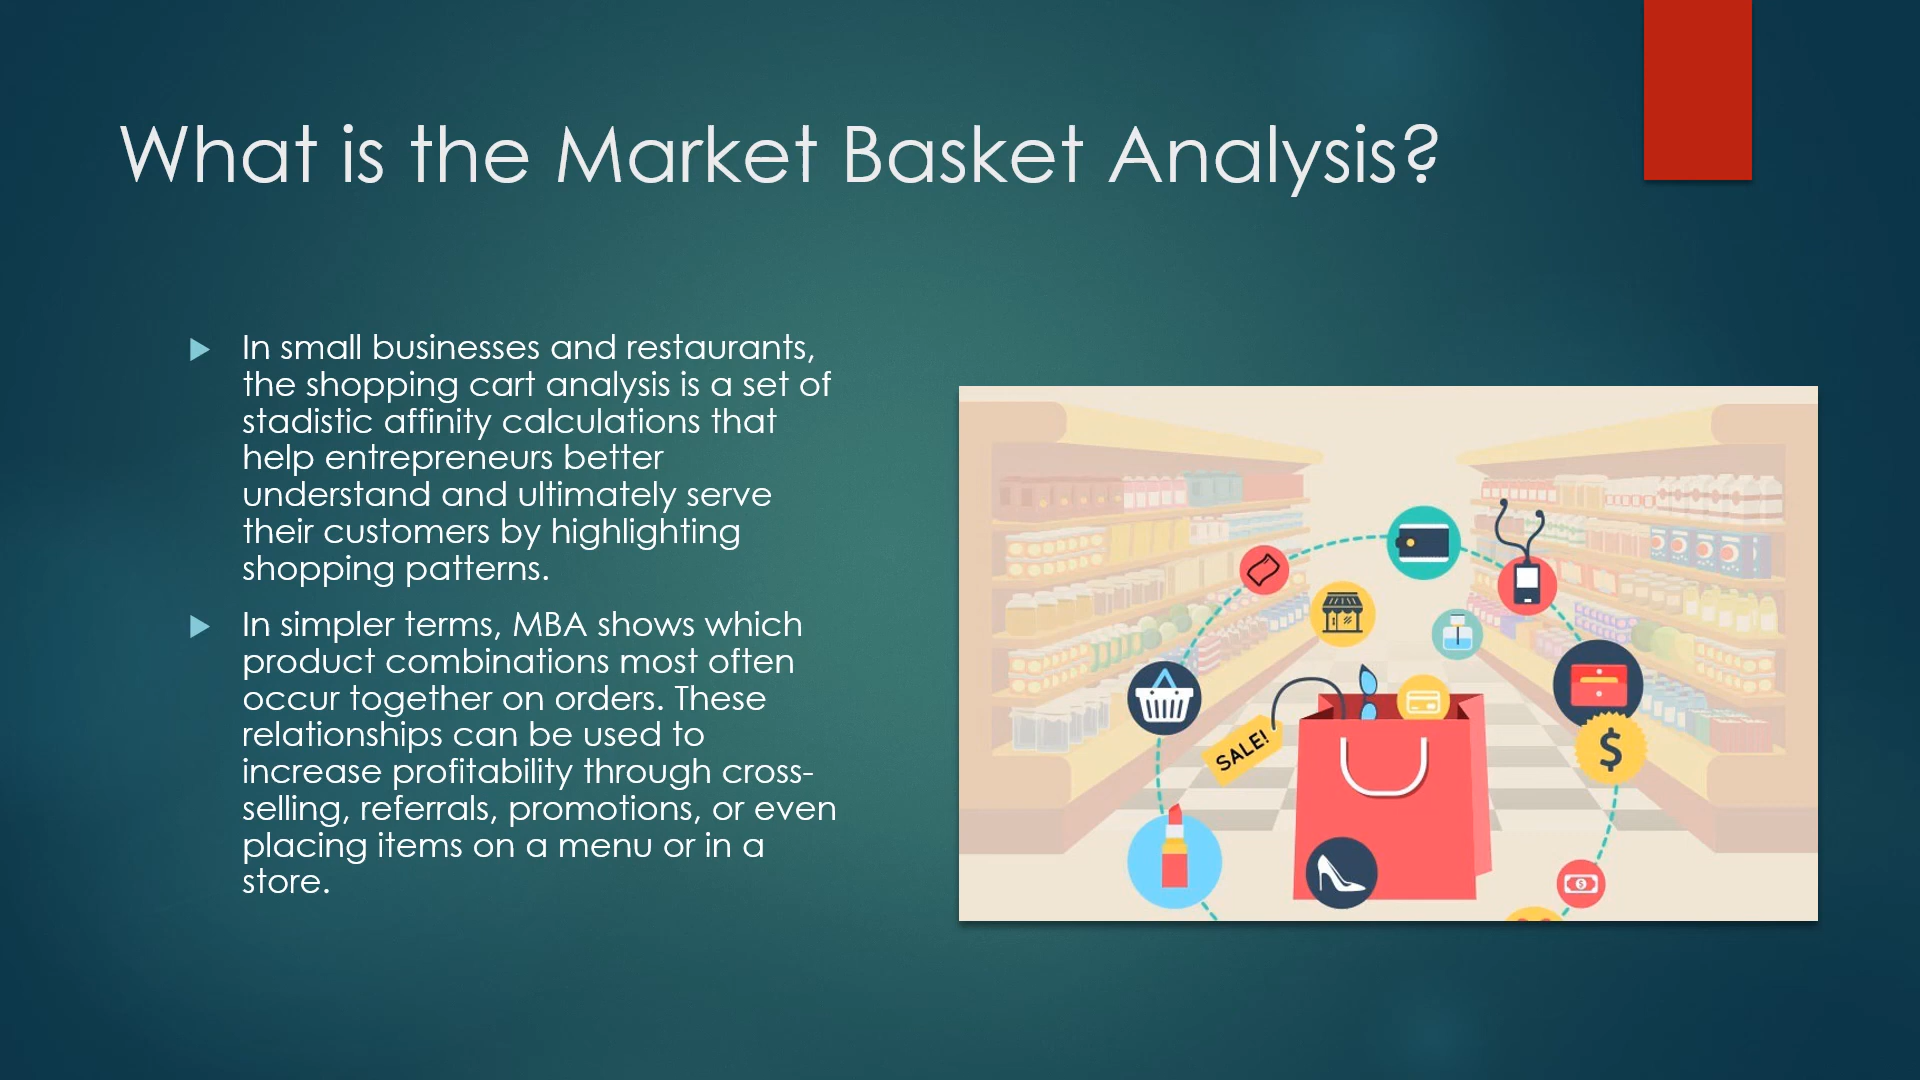 What is the Market Basket Analysis?
In small businesses and restaurants,
the shopping cart analysis is a set of
stadistic affinity calculations that
help entrepreneurs better
understand and ultimately serve
their customers by highlighting
shopping patterns.
In simpler terms, MBA shows which
product combinations most often
occur together on orders. These
relationships can be used to
increase profitability through cross-
selling, referrals, promotions, or even
placing items on a menu or in a
store.
SALE!
$
$